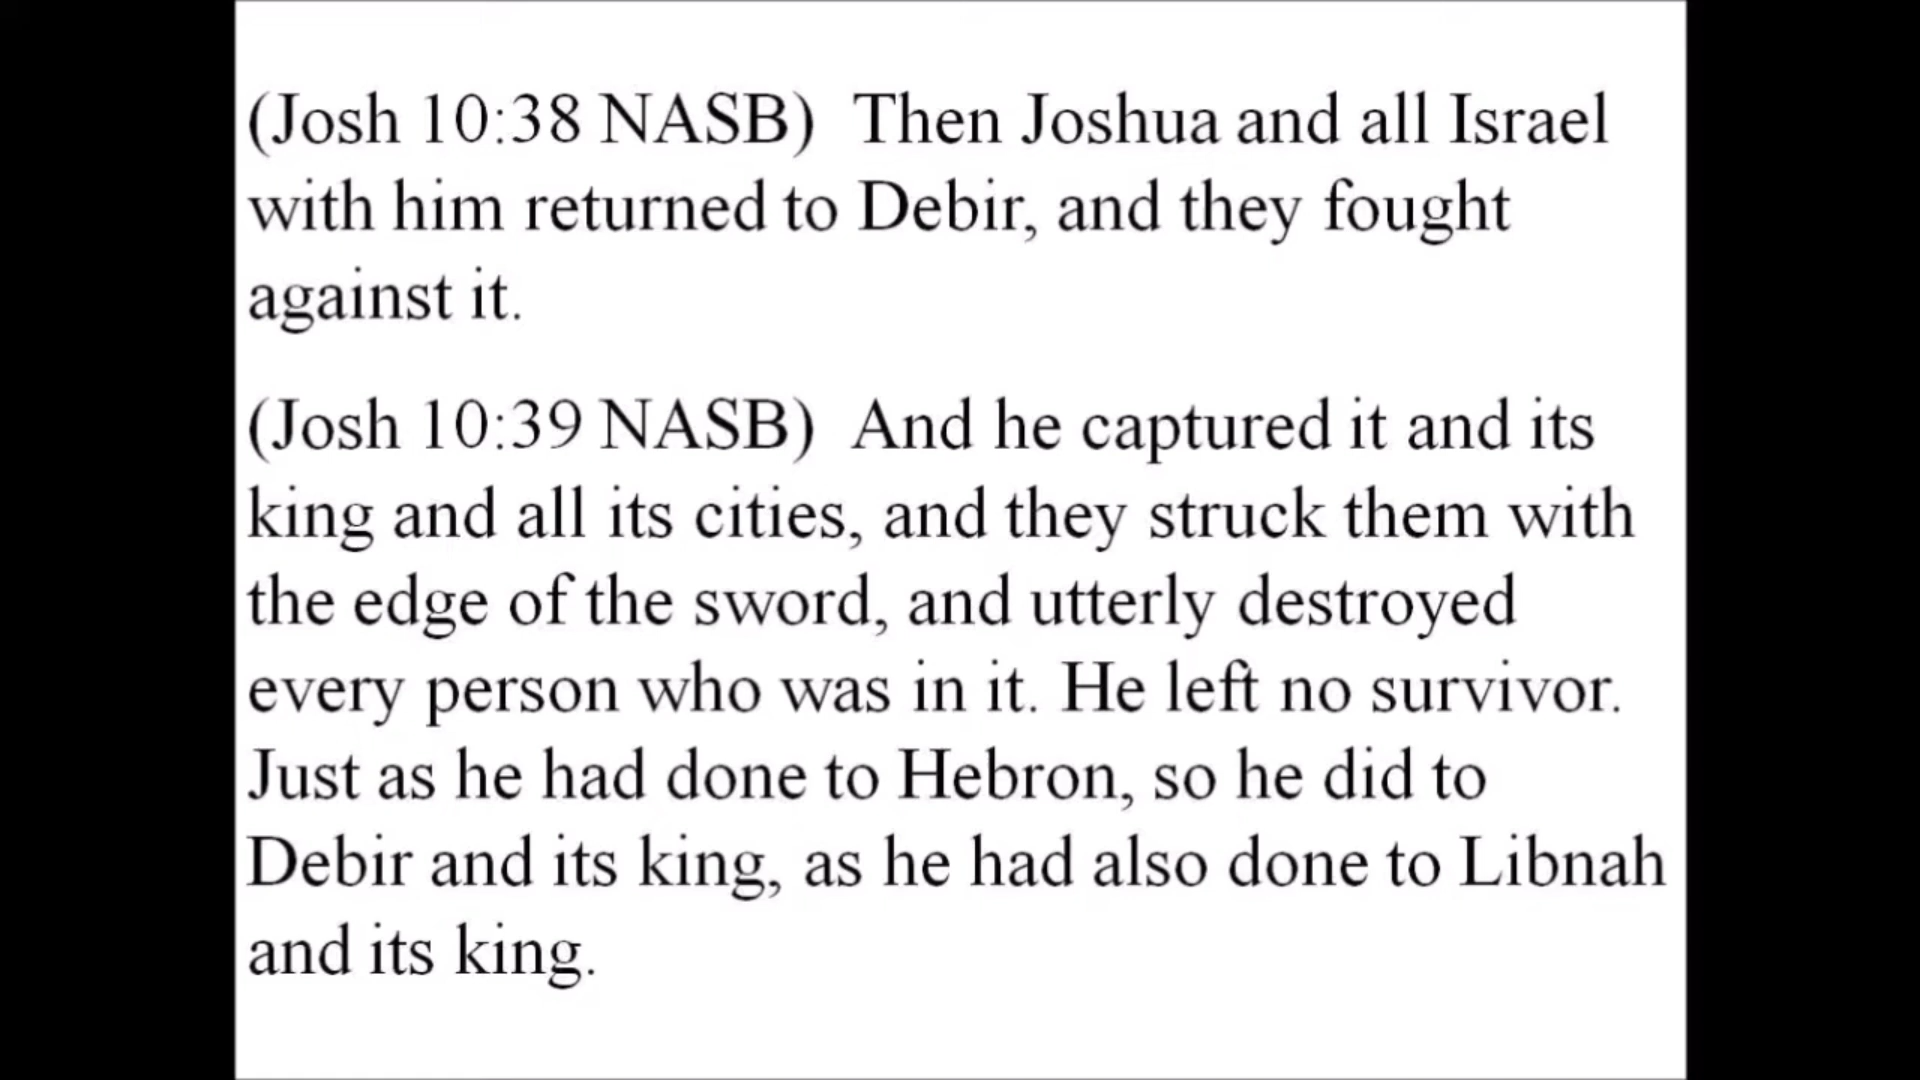 (Josh 10:38 NASB)  Then Joshua and all Israel
with him returned to Debir, and they fought
against it.
(Josh 10:39 NASB)  And he captured it and its
king and all its cities, and they struck them with
the edge of the sword, and utterly destroyed
every person who was in it. He left no survivor.
Just as he had done to Hebron, so he did to
Debir and its king, as he had also done to Libnah
and its king.